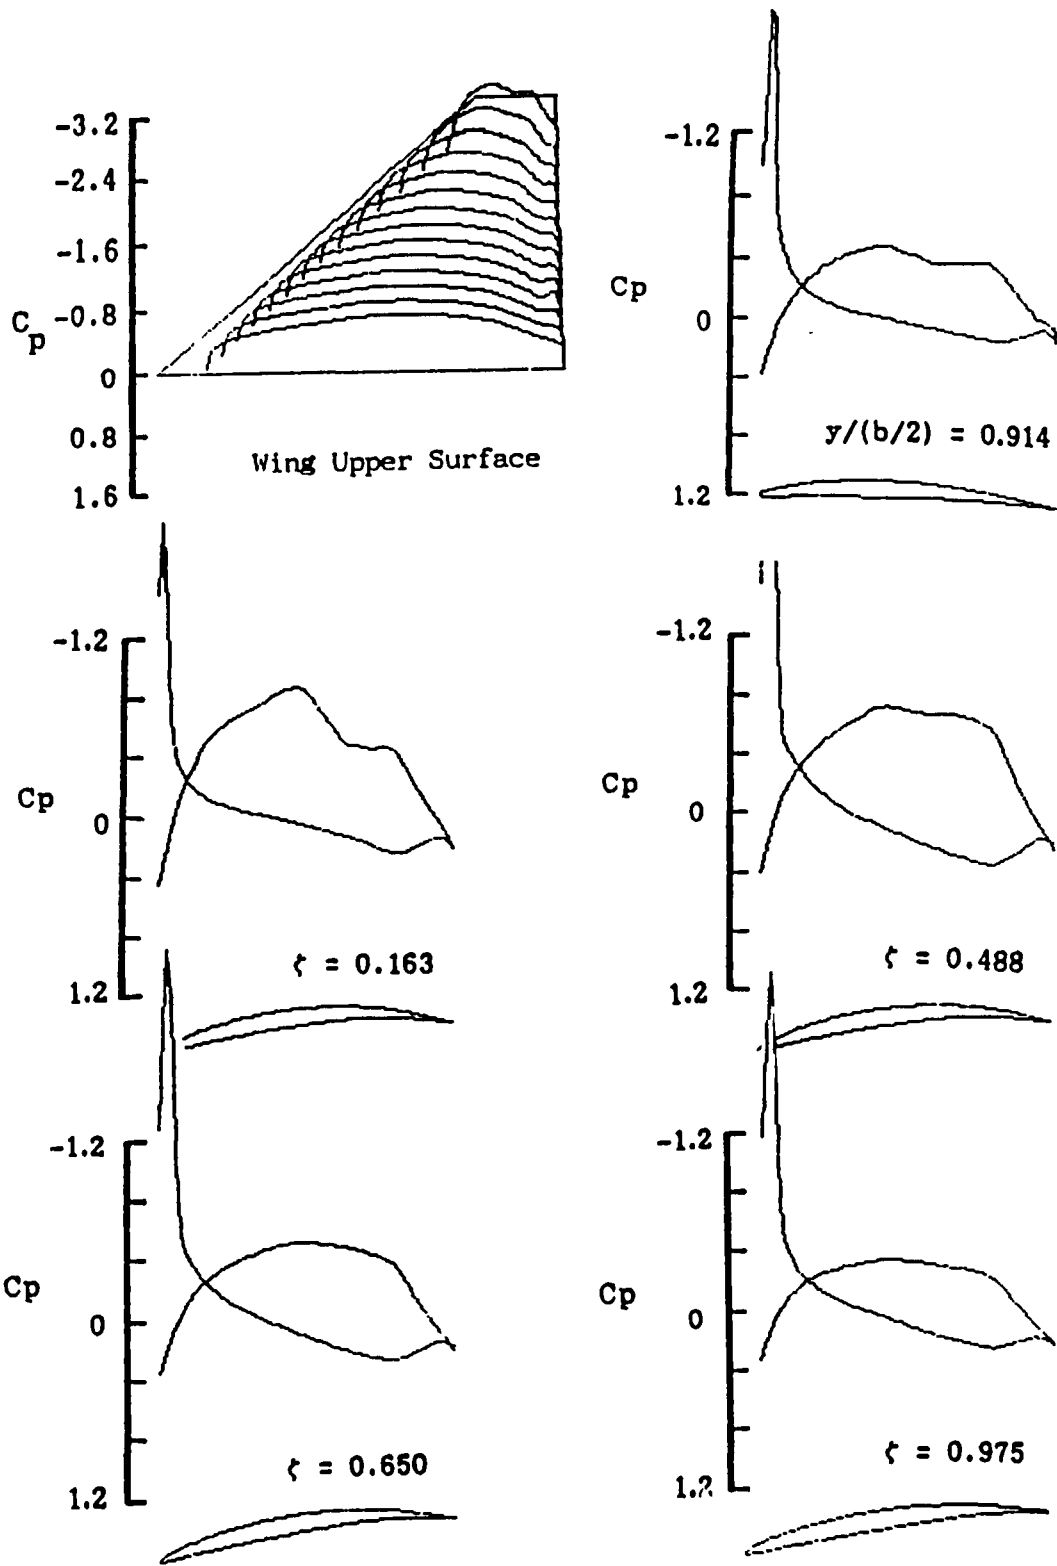 -3.2
-2.4
-1.6
Cp -0.8
0
0.8
1.6
Wing Upper Surface
-1.2
Cp
0
y/(b/2) = 0.914
1.2
-1.2
Cp
0
ζ = 0.163
1.2
-1.2
Cp
0
ζ = 0.488
1.2
-1.2
Cp
0
ζ = 0.650
1.2
-1.2
Cp
0
ζ = 0.975
1.2